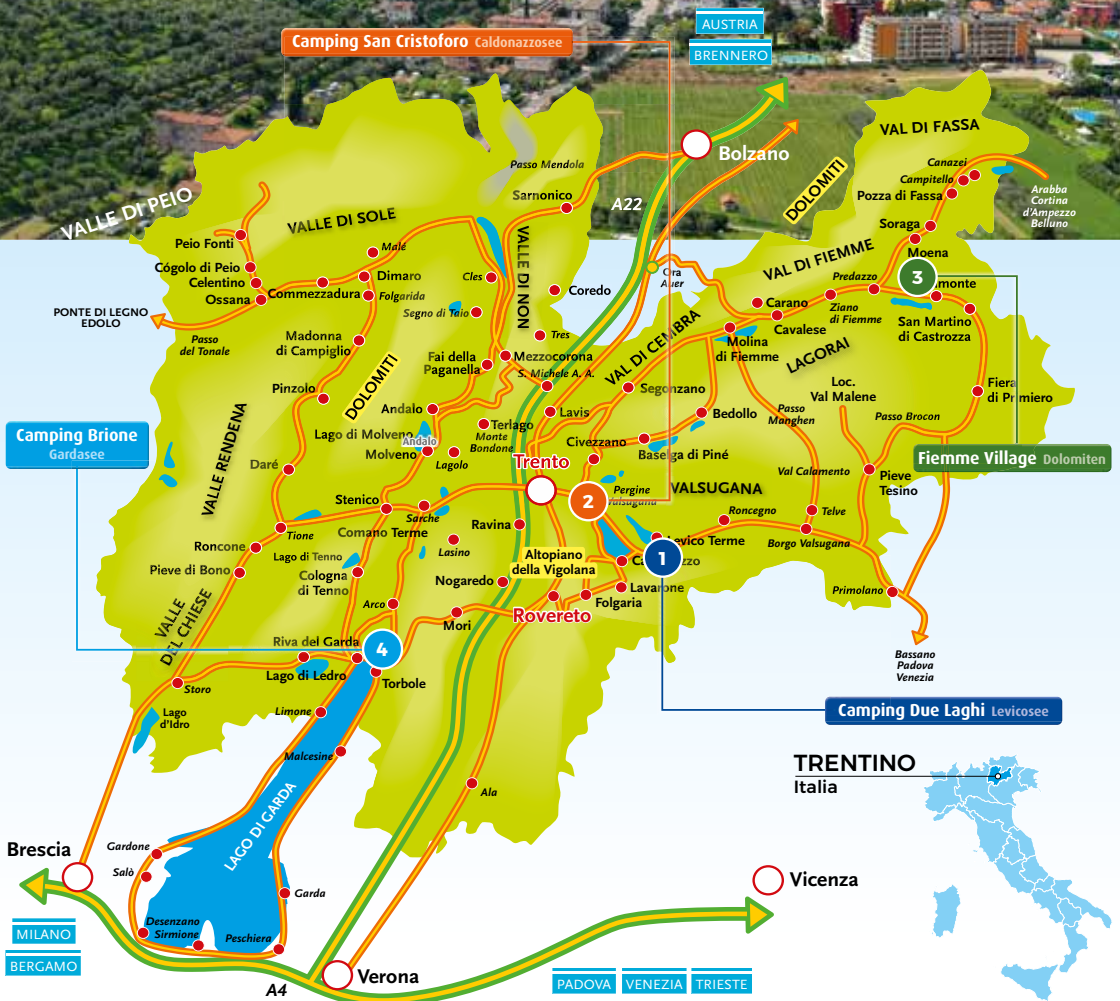 AUSTRIA
BRENNERO
Camping San Cristoforo Caldonazzosee
Bolzano
A22
Passo Mendola
Sarnonico
VAL DI FASSA
Canazei
Campitello
Pozza di Fassa
DOLOMITI
Arabba
Cortina
d'Ampezzo
Belluno
VALLE DI PEIO
VALLE DI SOLE
Peio Fonti
Malé
Cógolo di Peio
Celentino
Ossana
Commezzadura
Dimaro
Folgarida
PONTE DI LEGNO
EDOLO
Passo
del Tonale
Cles
VALLE DI NON
Segno di Taio
Coredo
Tres
Ora
Auer
Soraga
Moena
VAL DI FIEMME
Predazzo
3
San Martino
di Castrozza
Carano
Cavalese
Ziano
di Fiemme
Molina
di Fiemme
VAL DI CEMBRA
LAGORAI
Madonna
di Campiglio
DOLOMITI
Fai della
Paganella
Mezzocorona
S. Michele A. A.
Pinzolo
Andalo
Lago di Molveno
Andalo
Molveno
Terlago
Monte
Bondone
Lagolo
Lavis
Segonzano
Bedollo
Civezzano
Baselga di Piné
Passo
Manghen
Loc.
Val Malene
Passo Brocon
Fiera
di Primiero
Camping Brione
Gardasee
VALLE RENDENA
Daré
Trento
Fiemme Village Dolomiten
Val Calamento
Pieve
Tesino
2
Pergine
Valsugana
VALSUGANA
Roncegno
Telve
Borgo Valsugana
Levico Terme
1
Stenico
Sarche
Comano Terme
Tione
Roncone
Lago di Tenno
Pieve di Bono
Cologna
di Tenno
Ravina
Lasino
Altopiano
della Vigolana
Nogaredo
Lavarone
Folgaria
Rovereto
Primolano
VALLE
DEL CHIESE
Arco
Mori
Riva del Garda
4
Lago di Ledro
Torbole
Storo
Bassano
Padova
Venezia
Lago
d'Idro
Limone
Malcesine
Camping Due Laghi Levicosee
LAGO DI GARDA
Ala
TRENTINO
Italia
Brescia
Gardone
Salò
Garda
Vicenza
MILANO
BERGAMO
Desenzano
Sirmione
Peschiera
Verona
A4
PADOVA
VENEZIA
TRIESTE